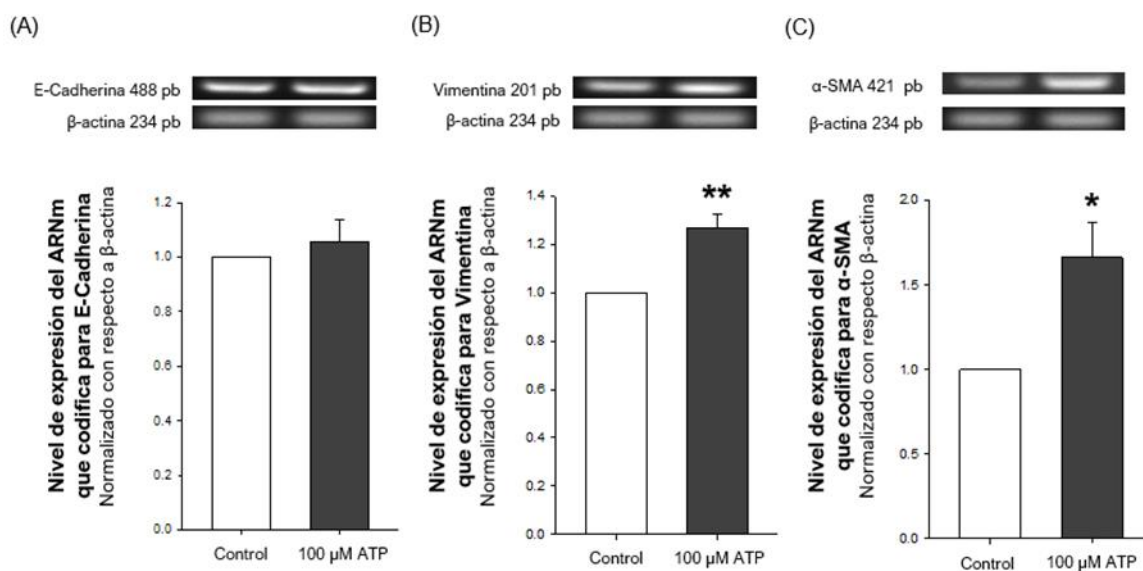 (A)
E-Cadherina 488 pb
β-actina 234 pb
Nivel de expresión del ARNm
que codifica para E-Cadherina
Normalizado con respecto a β-actina
1.2
1.0
0.8
0.6
0.4
0.2
0.0
Control
100 µM ATP
(B)
Vimentina 201 pb
β-actina 234 pb
Nivel de expresión del ARNm
que codifica para Vimentina
Normalizado con respecto a β-actina
1.4
1.2
1.0
0.8
0.6
0.4
0.2
0.0
**
Control
100 µM ATP
(C)
α-SMA 421 pb
β-actina 234 pb
Nivel de expresión del ARNm
que codifica para α-SMA
Normalizado con respecto β-actina
2.0
1.5
1.0
0.5
0.0
*
Control
100 µM ATP